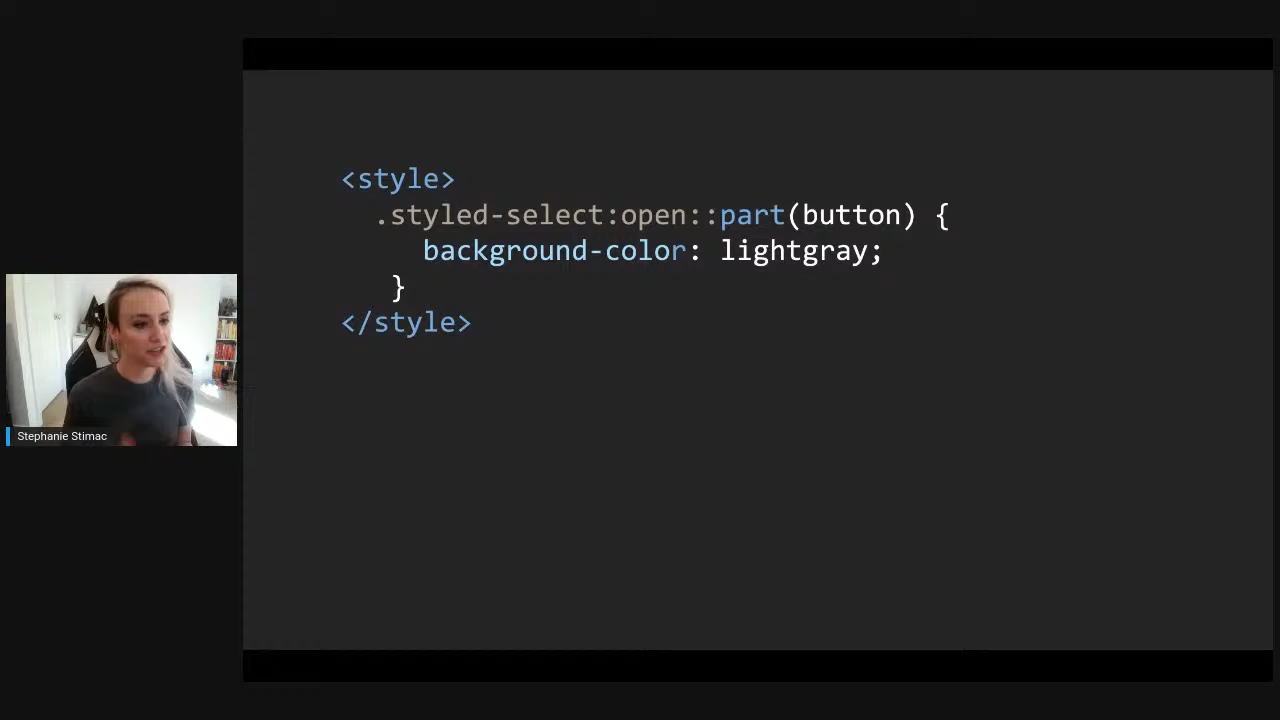 <style>
.styled-select:open::part(button) {
background-color: lightgray;
}
</style>
Stephanie Stimac